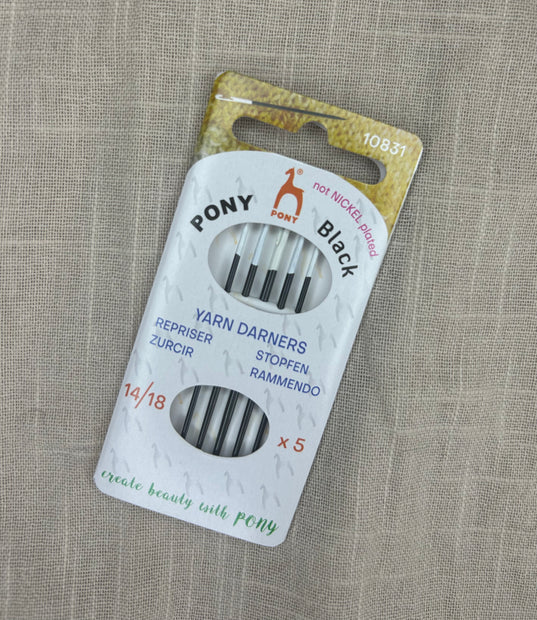 10831
not NICKEL plated
®
PONY
PONY Black
YARN DARNERS
REPRISER STOPFEN
ZURCIR RAMMENDO
14/18 x 5
create beauty with PONY